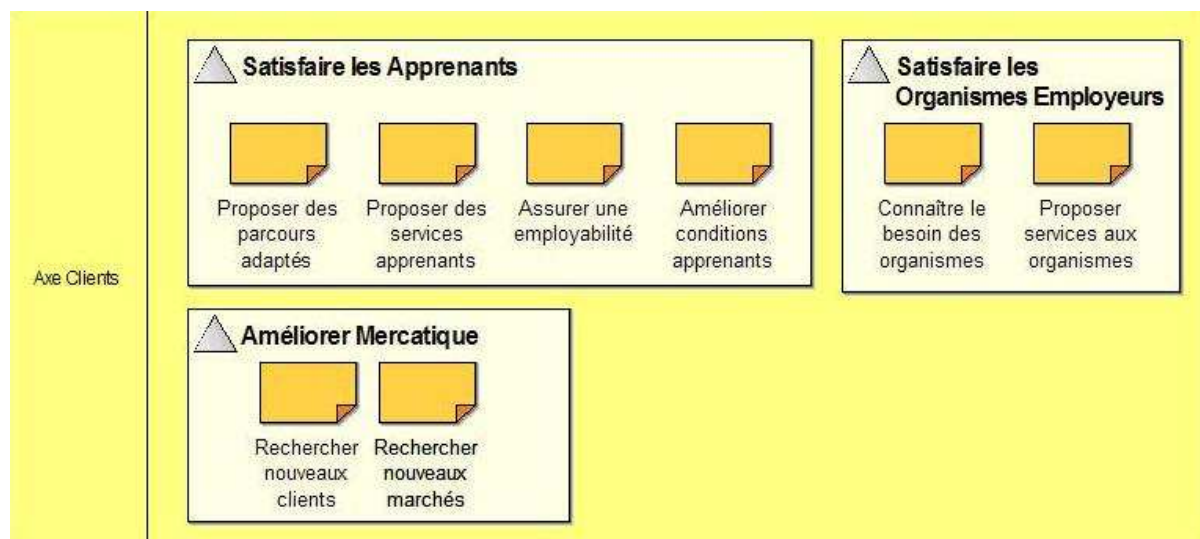 Axe Clients
Satisfaire les Apprenants
Proposer des
parcours
adaptés
Proposer des
services
apprenants
Assurer une
employabilité
Améliorer
conditions
apprenants
Satisfaire les
Organismes Employeurs
Connaître le
besoin des
organismes
Proposer
services aux
organismes
Améliorer Mercatique
Rechercher
nouveaux
clients
Rechercher
nouveaux
marchés